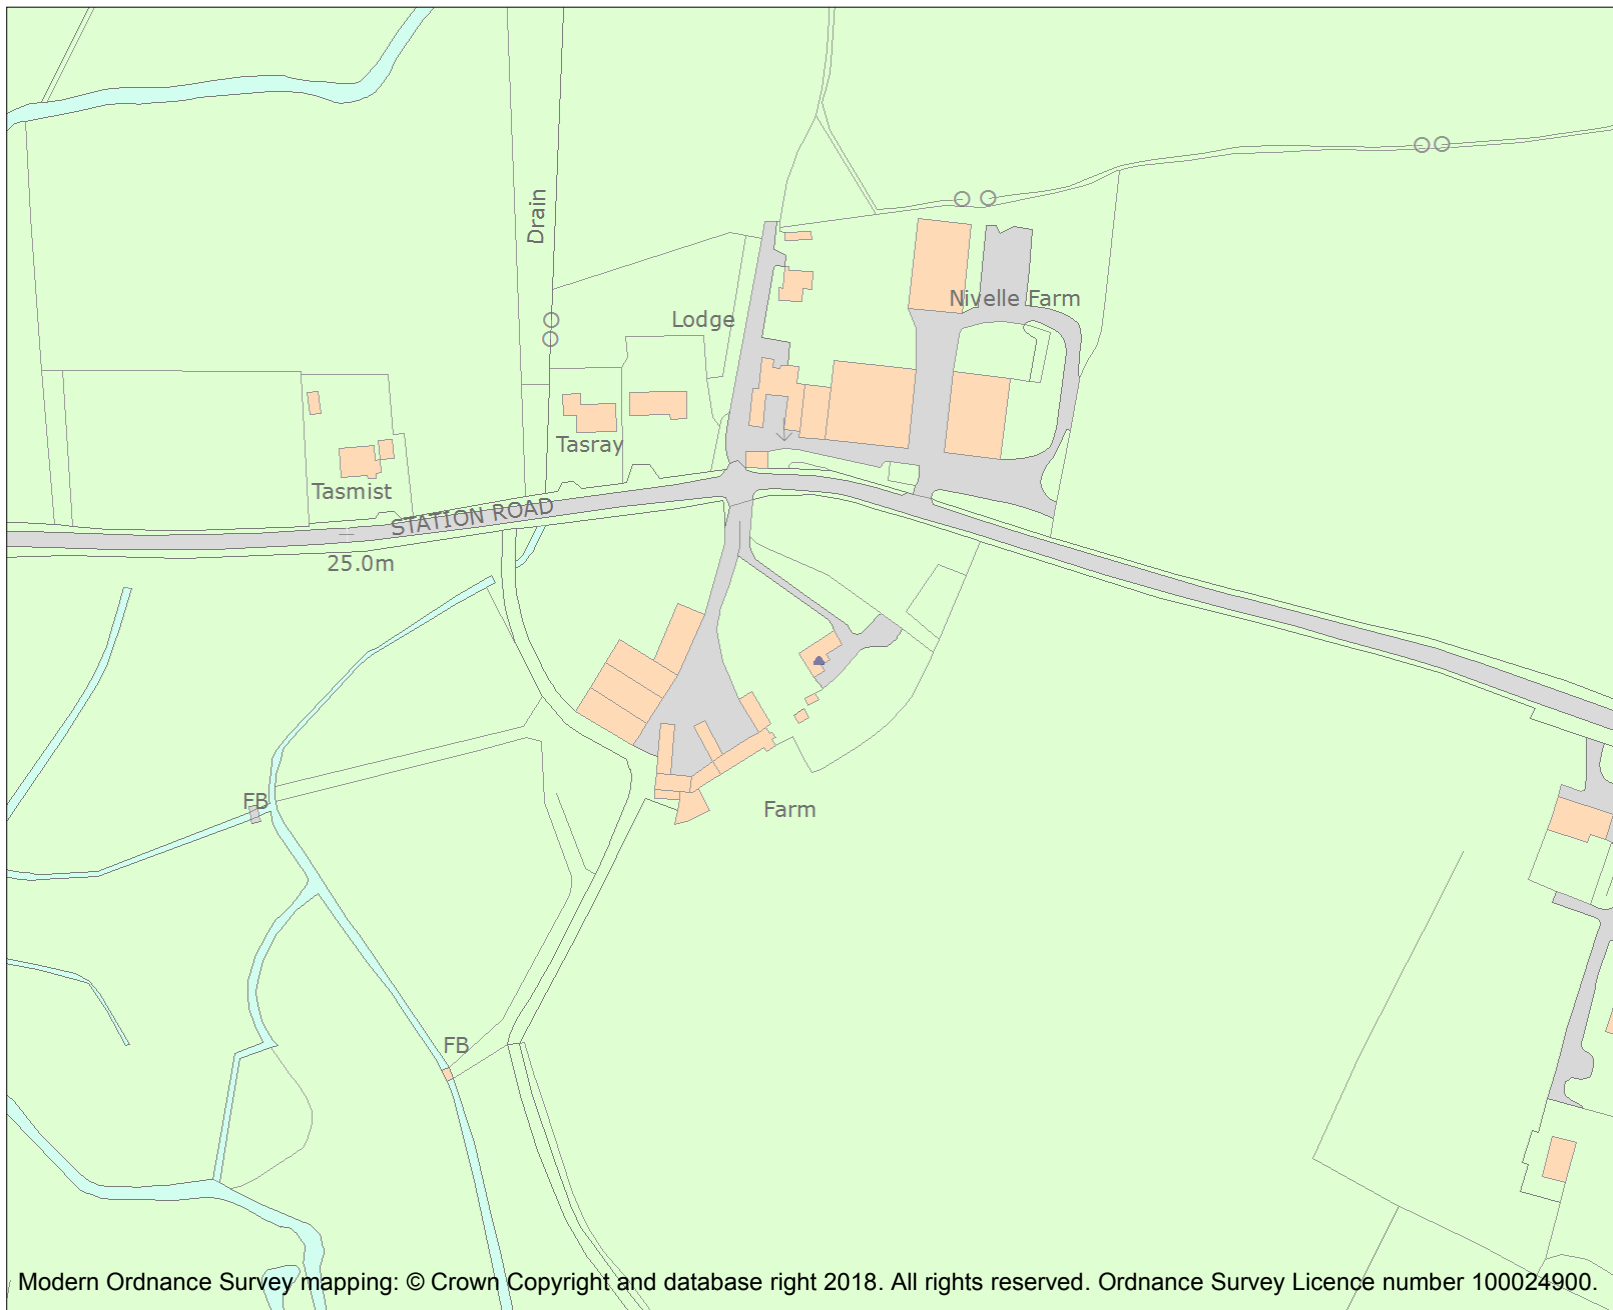 Drain
Nivelle Farm
Lodge
Tasray
Tasmist
STATION ROAD
25.0m
FB
Farm
FB
Modern Ordnance Survey mapping: © Crown Copyright and database right 2018. All rights reserved. Ordnance Survey Licence number 100024900.